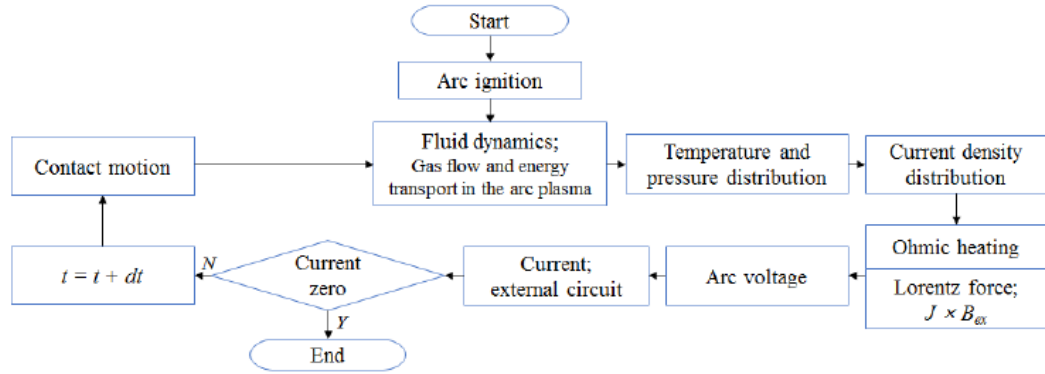 Start
Arc ignition
Fluid dynamics;
Gas flow and energy
transport in the arc plasma
Temperature and
pressure distribution
Current density
distribution
Ohmic heating
Lorentz force;
J × B_ex
Arc voltage
Current;
external circuit
Current
zero
N
Y
End
t = t + dt
Contact motion